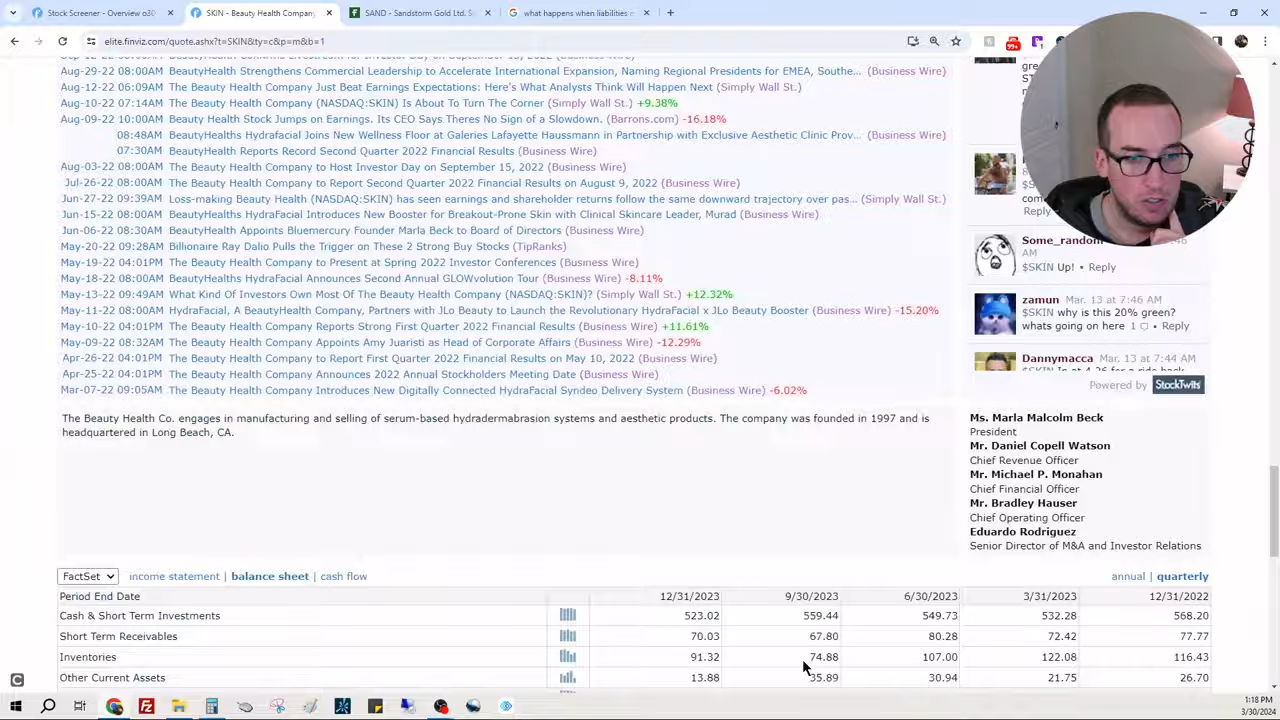 Stock Screener - Overview o30
SKIN - Beauty Health Company
SAND - Sandstorm Gold Ltd. S
what happens when liabilities
elite.finviz.com/quote.ashx?t=SKIN&ty=c&p=m&b=1
99+
Aug-29-22 08:00AM BeautyHealth Strengthens Commercial Leadership to Accelerate International Expansion, Naming Regional Presidents for EMEA, Southe... (Business Wire)
Aug-12-22 06:09AM The Beauty Health Company Just Beat Earnings Expectations: Here's What Analysts Think Will Happen Next (Simply Wall St.)
Aug-10-22 07:14AM The Beauty Health Company (NASDAQ:SKIN) Is About To Turn The Corner (Simply Wall St.) +9.38%
Aug-09-22 10:00AM Beauty Health Stock Jumps on Earnings. Its CEO Says Theres No Sign of a Slowdown. (Barrons.com) -16.18%
08:48AM BeautyHealths Hydrafacial Joins New Wellness Floor at Galeries Lafayette Haussmann in Partnership with Exclusive Aesthetic Clinic Prov... (Business Wire)
07:30AM BeautyHealth Reports Record Second Quarter 2022 Financial Results (Business Wire)
Aug-03-22 08:00AM The Beauty Health Company to Host Investor Day on September 15, 2022 (Business Wire)
Jul-26-22 08:00AM The Beauty Health Company to Report Second Quarter 2022 Financial Results on August 9, 2022 (Business Wire)
Jun-27-22 09:39AM Loss-making Beauty Health (NASDAQ:SKIN) has seen earnings and shareholder returns follow the same downward trajectory over pas... (Simply Wall St.)
Jun-15-22 08:00AM BeautyHealths HydraFacial Introduces New Booster for Breakout-Prone Skin with Clinical Skincare Leader, Murad (Business Wire)
Jun-06-22 08:30AM BeautyHealth Appoints Bluemercury Founder Marla Beck to Board of Directors (Business Wire)
May-20-22 09:28AM Billionaire Ray Dalio Pulls the Trigger on These 2 Strong Buy Stocks (TipRanks)
May-19-22 04:01PM The Beauty Health Company to Present at Spring 2022 Investor Conferences (Business Wire)
May-18-22 08:00AM BeautyHealths HydraFacial Announces Second Annual GLOWvolution Tour (Business Wire) -8.11%
May-13-22 09:49AM What Kind Of Investors Own Most Of The Beauty Health Company (NASDAQ:SKIN)? (Simply Wall St.) +12.32%
May-11-22 08:00AM HydraFacial, A BeautyHealth Company, Partners with JLo Beauty to Launch the Revolutionary HydraFacial x JLo Beauty Booster (Business Wire) -15.20%
May-10-22 04:01PM The Beauty Health Company Reports Strong First Quarter 2022 Financial Results (Business Wire) +11.61%
May-09-22 08:32AM The Beauty Health Company Appoints Amy Juaristi as Head of Corporate Affairs (Business Wire) -12.29%
Apr-26-22 04:01PM The Beauty Health Company to Report First Quarter 2022 Financial Results on May 10, 2022 (Business Wire)
Apr-25-22 04:01PM The Beauty Health Company Announces 2022 Annual Stockholders Meeting Date (Business Wire)
Mar-07-22 09:05AM The Beauty Health Company Introduces New Digitally Connected HydraFacial Syndeo Delivery System (Business Wire) -6.02%
Reply
Some_random
AM
$SKIN Up! • Reply
zamun Mar. 13 at 7:46 AM
$SKIN why is this 20% green?
whats going on here 1 • Reply
Dannymacca Mar. 13 at 7:44 AM
Powered by StockTwits
The Beauty Health Co. engages in manufacturing and selling of serum-based hydradermabrasion systems and aesthetic products. The company was founded in 1997 and is
headquartered in Long Beach, CA.
Ms. Marla Malcolm Beck
President
Mr. Daniel Copell Watson
Chief Revenue Officer
Mr. Michael P. Monahan
Chief Financial Officer
Mr. Bradley Hauser
Chief Operating Officer
Eduardo Rodriguez
Senior Director of M&A and Investor Relations
FactSet income statement | balance sheet | cash flow annual | quarterly
Period End Date 12/31/2023 9/30/2023 6/30/2023 3/31/2023 12/31/2022
Cash & Short Term Investments 523.02 559.44 549.73 532.28 568.20
Short Term Receivables 70.03 67.80 80.28 72.42 77.77
Inventories 91.32 74.88 107.00 122.08 116.43
Other Current Assets 13.88 35.89 30.94 21.75 26.70
1:18 PM
3/30/2024